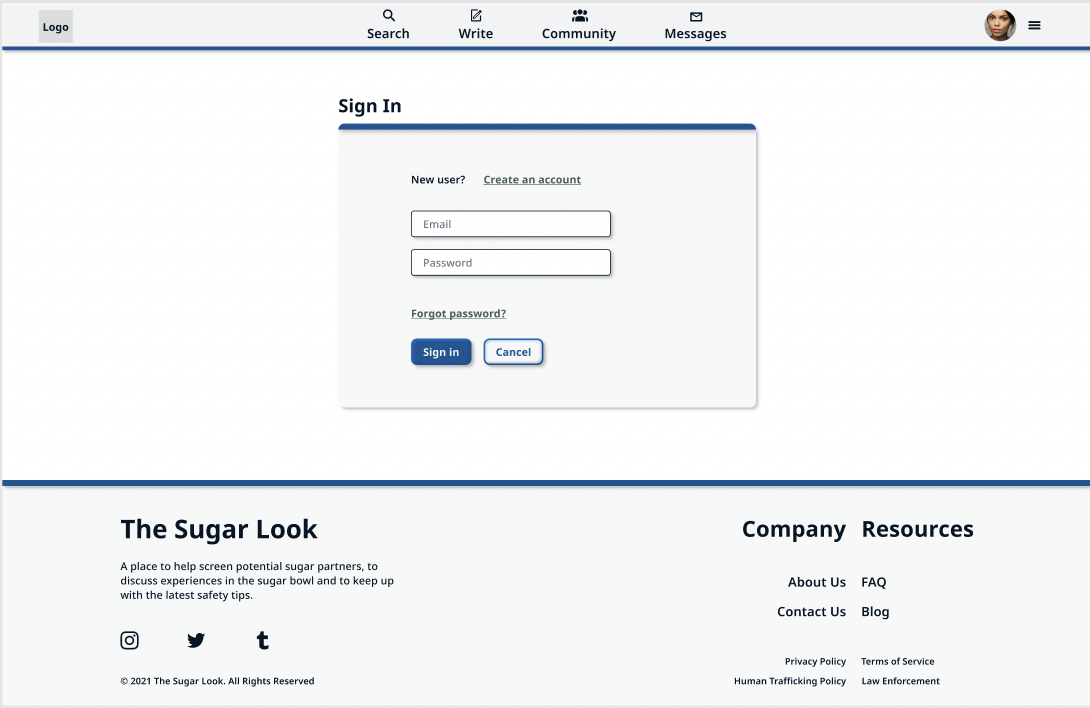 Logo
Search
Write
Community
Messages
Sign In
New user? Create an account
Email
Password
Forgot password?
Sign in
Cancel
The Sugar Look
A place to help screen potential sugar partners, to
discuss experiences in the sugar bowl and to keep up
with the latest safety tips.
© 2021 The Sugar Look. All Rights Reserved
Company
About Us
Contact Us
Privacy Policy
Human Trafficking Policy
Resources
FAQ
Blog
Terms of Service
Law Enforcement